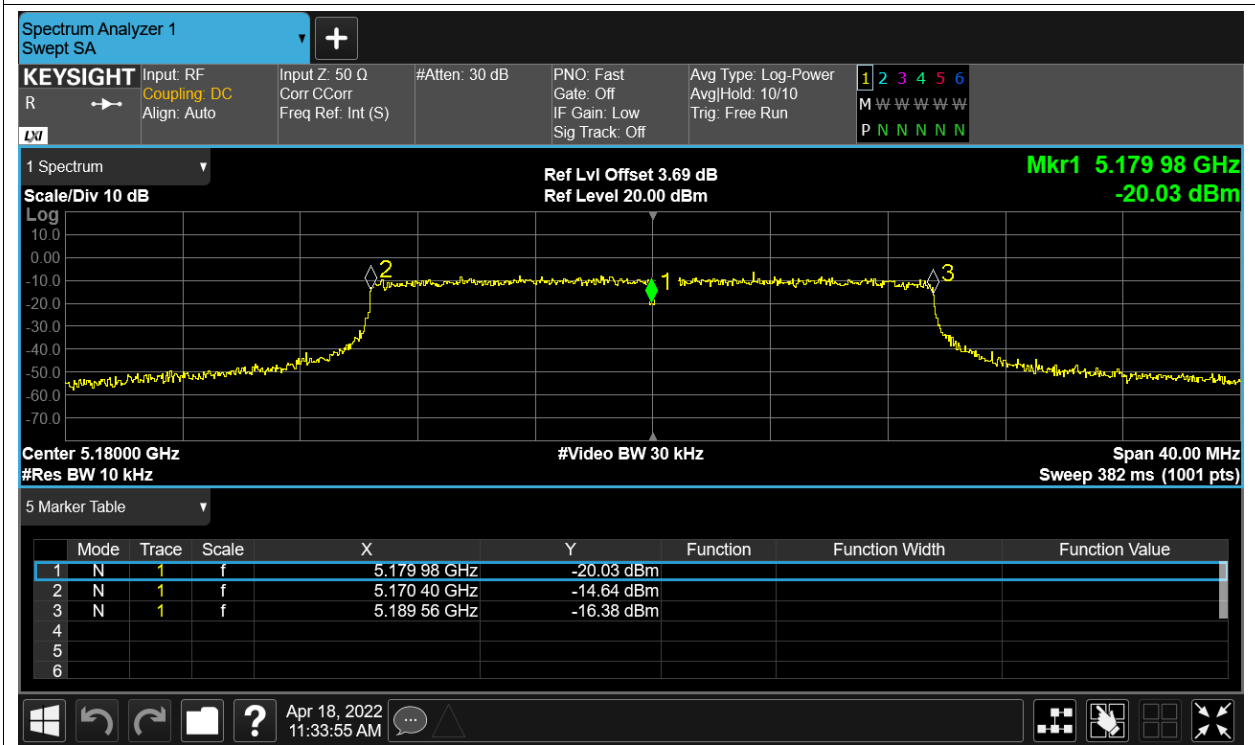 Spectrum Analyzer 1
Swept SA
+
KEYSIGHT
R
LXI
Input: RF
Coupling: DC
Align: Auto
Input Z: 50 Ω
Corr CCorr
Freq Ref: Int (S)
#Atten: 30 dB
PNO: Fast
Gate: Off
IF Gain: Low
Sig Track: Off
Avg Type: Log-Power
Avg|Hold: 10/10
Trig: Free Run
1 2 3 4 5 6
M W W W W W
P N N N N N
1 Spectrum
Scale/Div 10 dB
Ref Lvl Offset 3.69 dB
Ref Level 20.00 dBm
Mkr1 5.179 98 GHz
-20.03 dBm
Log
10.0
0.00
-10.0
-20.0
-30.0
-40.0
-50.0
-60.0
-70.0
2
1
3
Center 5.18000 GHz
#Video BW 30 kHz
Span 40.00 MHz
#Res BW 10 kHz
Sweep 382 ms (1001 pts)
5 Marker Table
Mode Trace Scale X Y Function Function Width Function Value
1 N 1 f 5.179 98 GHz -20.03 dBm
2 N 1 f 5.170 40 GHz -14.64 dBm
3 N 1 f 5.189 56 GHz -16.38 dBm
4
5
6
?
Apr 18, 2022
11:33:55 AM